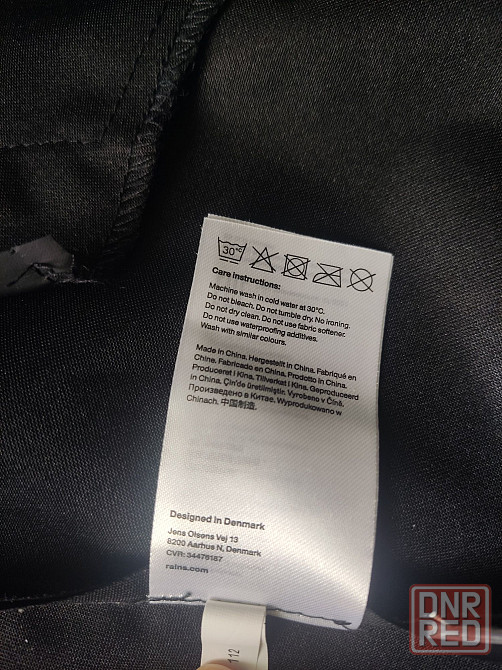 30°C
Care instructions:
Machine wash in cold water at 30°C.
Do not bleach. Do not tumble dry. No ironing.
Do not dry clean. Do not use fabric softener.
Do not use waterproofing additives.
Wash with similar colours.
Made in China. Hergestellt in China. Fabriqué en
Chine. Fabricado en China. Prodotto in China.
Produceret i Kina. Tillverkat i Kina. Geproduceerd
in China. Çin'de üretilmiştir. Vyrobeno v Číně.
Произведено в Китае. Wyprodukowano w
Chinach. 中国制造.
Designed in Denmark
Jens Olsens Vej 13
8200 Aarhus N, Denmark
CVR: 34476187
rains.com
112
DNR
RED